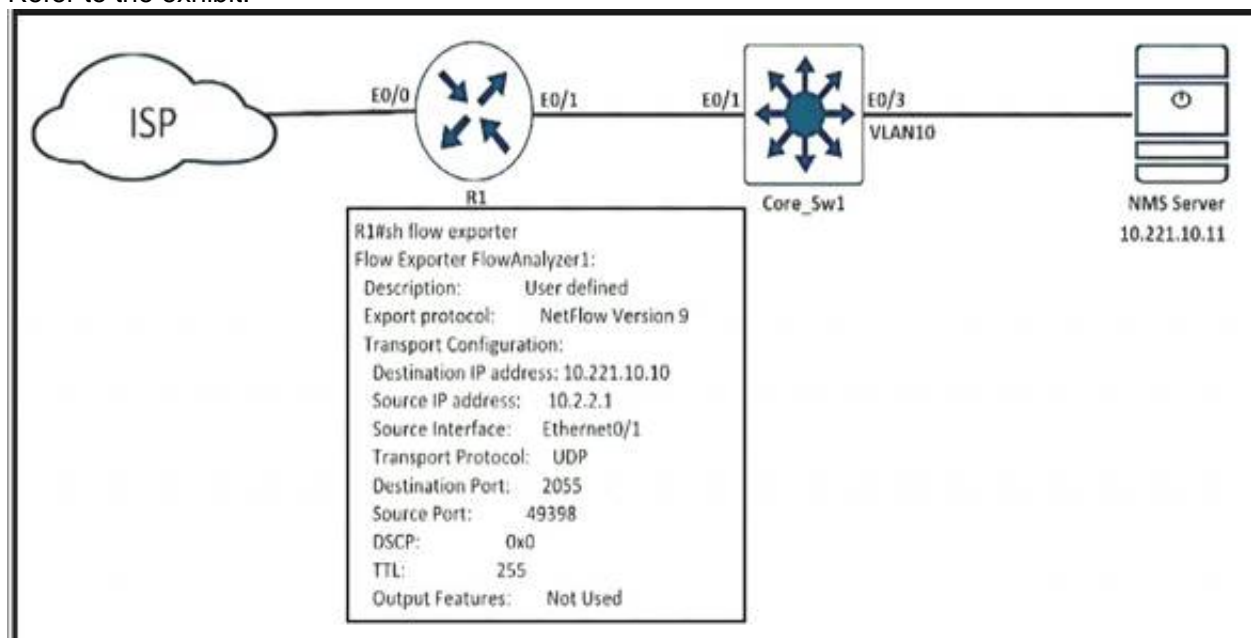 Refer to the exhibit.
ISP
E0/0
E0/1
E0/1
E0/3
VLAN10
R1
Core_Sw1
NMS Server
10.221.10.11
R1#sh flow exporter
Flow Exporter FlowAnalyzer1:
Description: User defined
Export protocol: NetFlow Version 9
Transport Configuration:
Destination IP address: 10.221.10.10
Source IP address: 10.2.2.1
Source Interface: Ethernet0/1
Transport Protocol: UDP
Destination Port: 2055
Source Port: 49398
DSCP: 0x0
TTL: 255
Output Features: Not Used